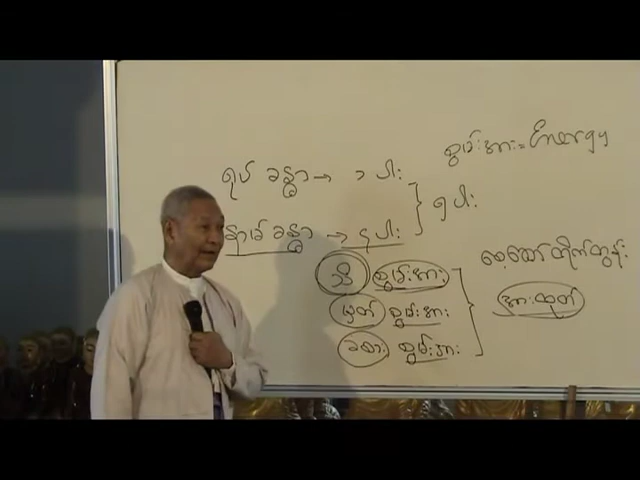 စွမ်းအား =
ရုပ် ခန္ဓာ → ၁ ပါး
နာမ် ခန္ဓာ → ၄ ပါး
၅ ပါး
သိ စွမ်းအား
မှတ် စွမ်းအား
ခံစား စွမ်းအား
အားထုတ်